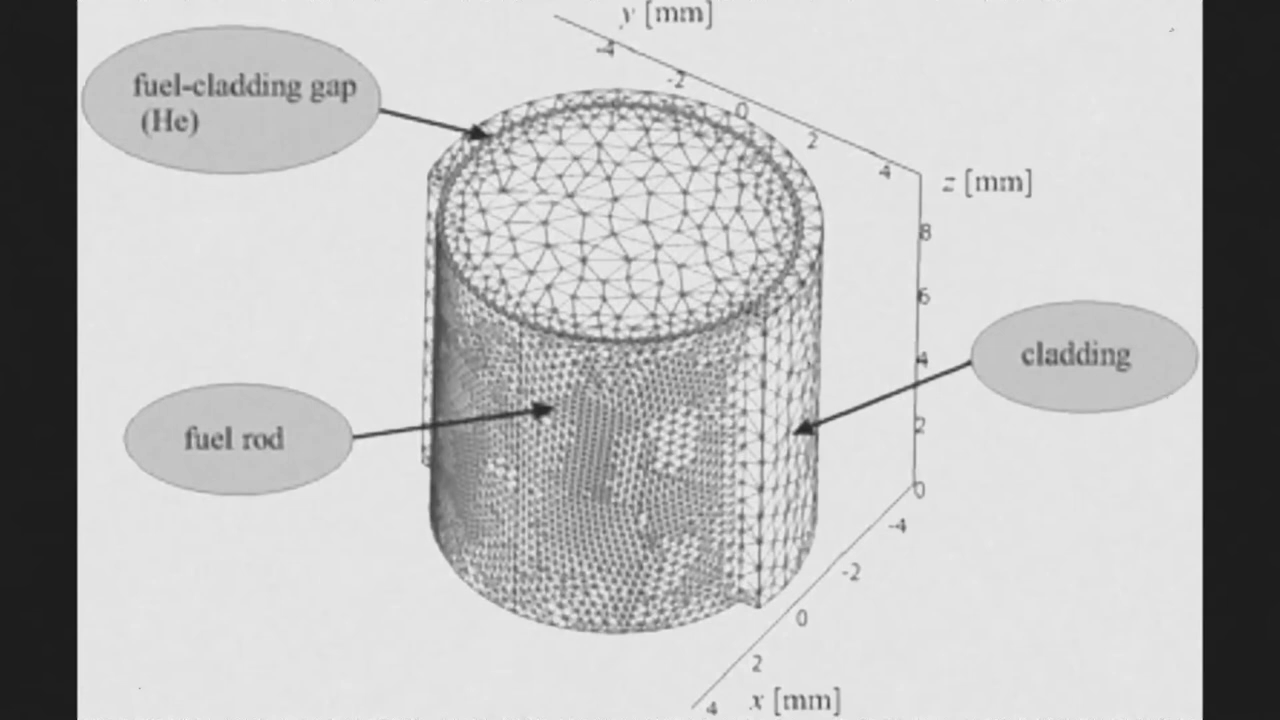 y [mm]
-4
-2
0
2
4
fuel-cladding gap
(He)
z [mm]
8
6
4
2
0
cladding
fuel rod
-4
-2
0
2
4
x [mm]